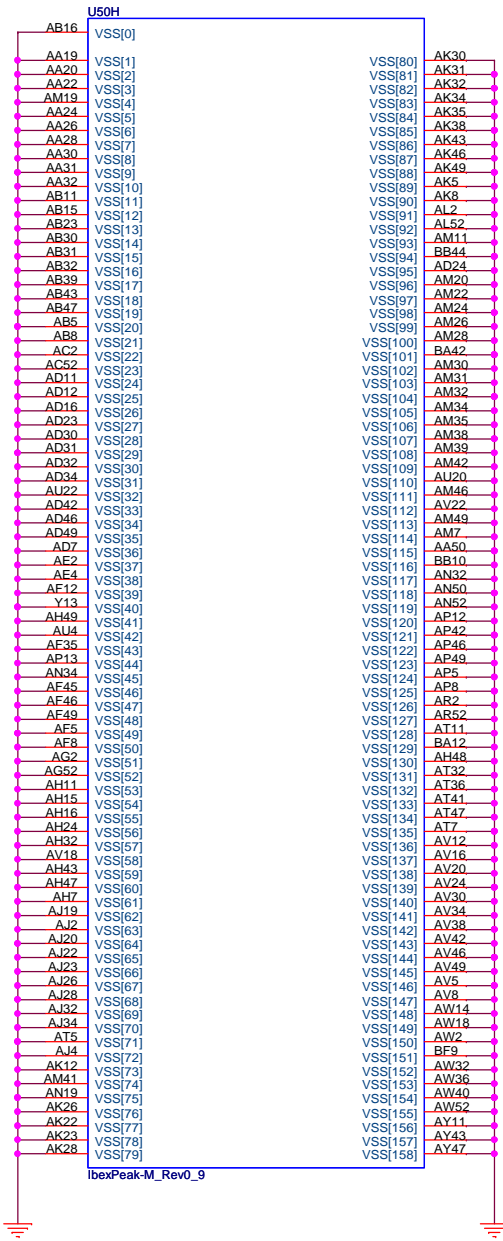 U50H
AB16 VSS[0]
AA19 VSS[1]
AA20 VSS[2]
AA22 VSS[3]
AM19 VSS[4]
AA24 VSS[5]
AA26 VSS[6]
AA28 VSS[7]
AA30 VSS[8]
AA31 VSS[9]
AA32 VSS[10]
AB11 VSS[11]
AB15 VSS[12]
AB23 VSS[13]
AB30 VSS[14]
AB31 VSS[15]
AB32 VSS[16]
AB39 VSS[17]
AB43 VSS[18]
AB47 VSS[19]
AB5 VSS[20]
AB8 VSS[21]
AC2 VSS[22]
AC52 VSS[23]
AD11 VSS[24]
AD12 VSS[25]
AD16 VSS[26]
AD23 VSS[27]
AD30 VSS[28]
AD31 VSS[29]
AD32 VSS[30]
AD34 VSS[31]
AU22 VSS[32]
AD42 VSS[33]
AD46 VSS[34]
AD49 VSS[35]
AD7 VSS[36]
AE2 VSS[37]
AE4 VSS[38]
AF12 VSS[39]
Y13 VSS[40]
AH49 VSS[41]
AU4 VSS[42]
AF35 VSS[43]
AP13 VSS[44]
AN34 VSS[45]
AF45 VSS[46]
AF46 VSS[47]
AF49 VSS[48]
AF5 VSS[49]
AF8 VSS[50]
AG2 VSS[51]
AG52 VSS[52]
AH11 VSS[53]
AH15 VSS[54]
AH16 VSS[55]
AH24 VSS[56]
AH32 VSS[57]
AV18 VSS[58]
AH43 VSS[59]
AH47 VSS[60]
AH7 VSS[61]
AJ19 VSS[62]
AJ2 VSS[63]
AJ20 VSS[64]
AJ22 VSS[65]
AJ23 VSS[66]
AJ26 VSS[67]
AJ28 VSS[68]
AJ32 VSS[69]
AJ34 VSS[70]
AT5 VSS[71]
AJ4 VSS[72]
AK12 VSS[73]
AM41 VSS[74]
AN19 VSS[75]
AK26 VSS[76]
AK22 VSS[77]
AK23 VSS[78]
AK28 VSS[79]
VSS[80] AK30
VSS[81] AK31
VSS[82] AK32
VSS[83] AK34
VSS[84] AK35
VSS[85] AK38
VSS[86] AK43
VSS[87] AK46
VSS[88] AK49
VSS[89] AK5
VSS[90] AK8
VSS[91] AL2
VSS[92] AL52
VSS[93] AM11
VSS[94] BB44
VSS[95] AD24
VSS[96] AM20
VSS[97] AM22
VSS[98] AM24
VSS[99] AM26
VSS[100] AM28
VSS[101] BA42
VSS[102] AM30
VSS[103] AM31
VSS[104] AM32
VSS[105] AM34
VSS[106] AM35
VSS[107] AM38
VSS[108] AM39
VSS[109] AM42
VSS[110] AU20
VSS[111] AM46
VSS[112] AV22
VSS[113] AM49
VSS[114] AM7
VSS[115] AA50
VSS[116] BB10
VSS[117] AN32
VSS[118] AN50
VSS[119] AN52
VSS[120] AP12
VSS[121] AP42
VSS[122] AP46
VSS[123] AP49
VSS[124] AP5
VSS[125] AP8
VSS[126] AR2
VSS[127] AR52
VSS[128] AT11
VSS[129] BA12
VSS[130] AH48
VSS[131] AT32
VSS[132] AT36
VSS[133] AT41
VSS[134] AT47
VSS[135] AT7
VSS[136] AV12
VSS[137] AV16
VSS[138] AV20
VSS[139] AV24
VSS[140] AV30
VSS[141] AV34
VSS[142] AV38
VSS[143] AV42
VSS[144] AV46
VSS[145] AV49
VSS[146] AV5
VSS[147] AV8
VSS[148] AW14
VSS[149] AW18
VSS[150] AW2
VSS[151] BF9
VSS[152] AW32
VSS[153] AW36
VSS[154] AW40
VSS[155] AW52
VSS[156] AY11
VSS[157] AY43
VSS[158] AY47
IbexPeak-M_Rev0_9